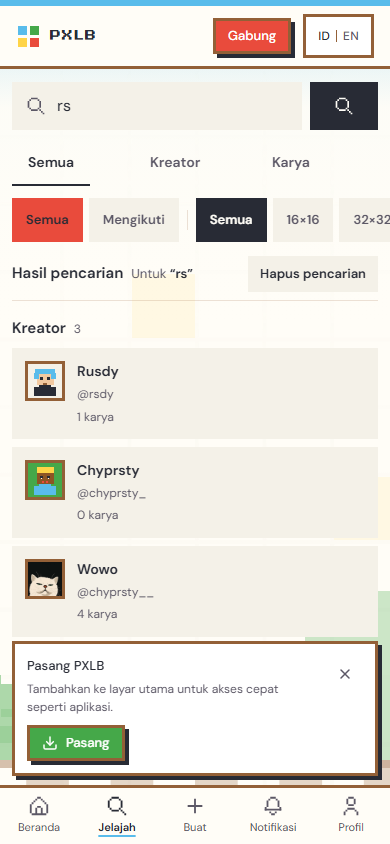 PXLB
Gabung
ID | EN
rs
Semua Kreator Karya
Semua Mengikuti Semua 16×16 32×32
Hasil pencarian Untuk “rs” Hapus pencarian
Kreator 3
Rusdy
@rsdy
1 karya
Chyprsty
@chyprsty_
0 karya
Wowo
@chyprsty__
4 karya
Pasang PXLB
Tambahkan ke layar utama untuk akses cepat
seperti aplikasi.
Pasang
Beranda Jelajah Buat Notifikasi Profil